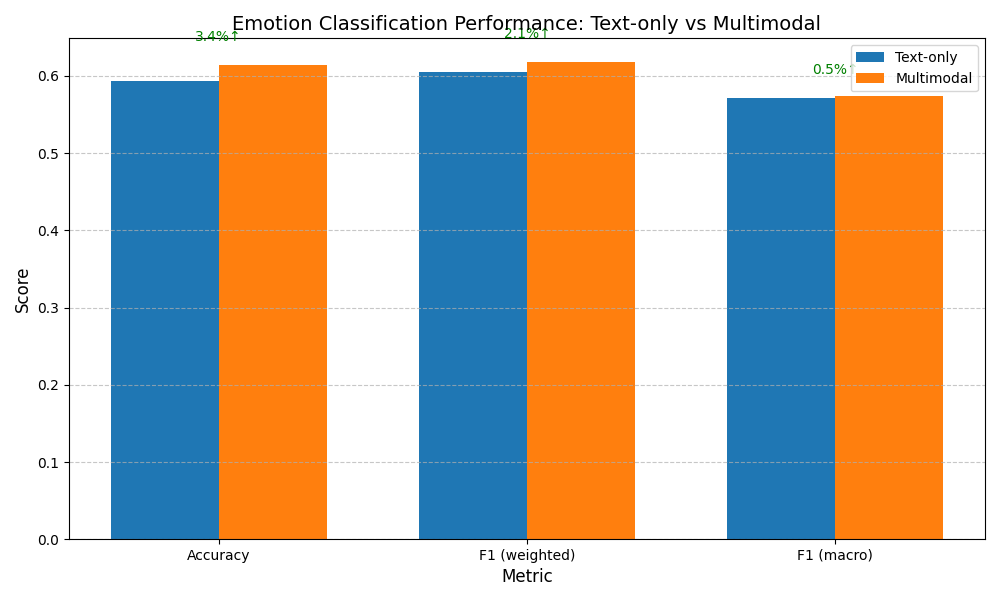 Emotion Classification Performance: Text-only vs Multimodal
3.4%↑
2.1%↑
0.5%↑
Text-only
Multimodal
0.6
0.5
0.4
0.3
0.2
0.1
0.0
Score
Accuracy
F1 (weighted)
F1 (macro)
Metric